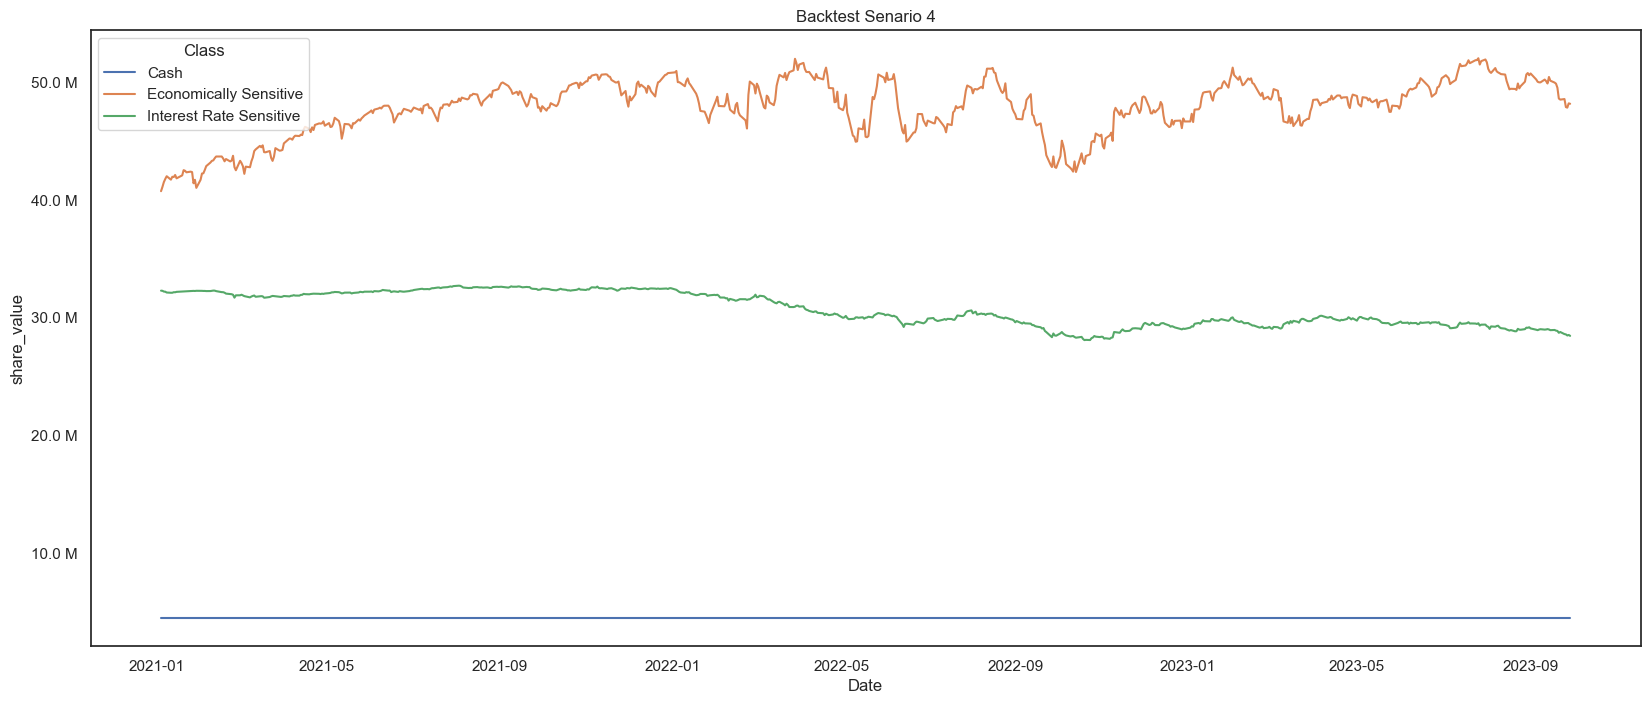 Backtest Senario 4
Class
Cash
Economically Sensitive
Interest Rate Sensitive
50.0 M
40.0 M
30.0 M
20.0 M
10.0 M
share_value
2021-01 2021-05 2021-09 2022-01 2022-05 2022-09 2023-01 2023-05 2023-09
Date